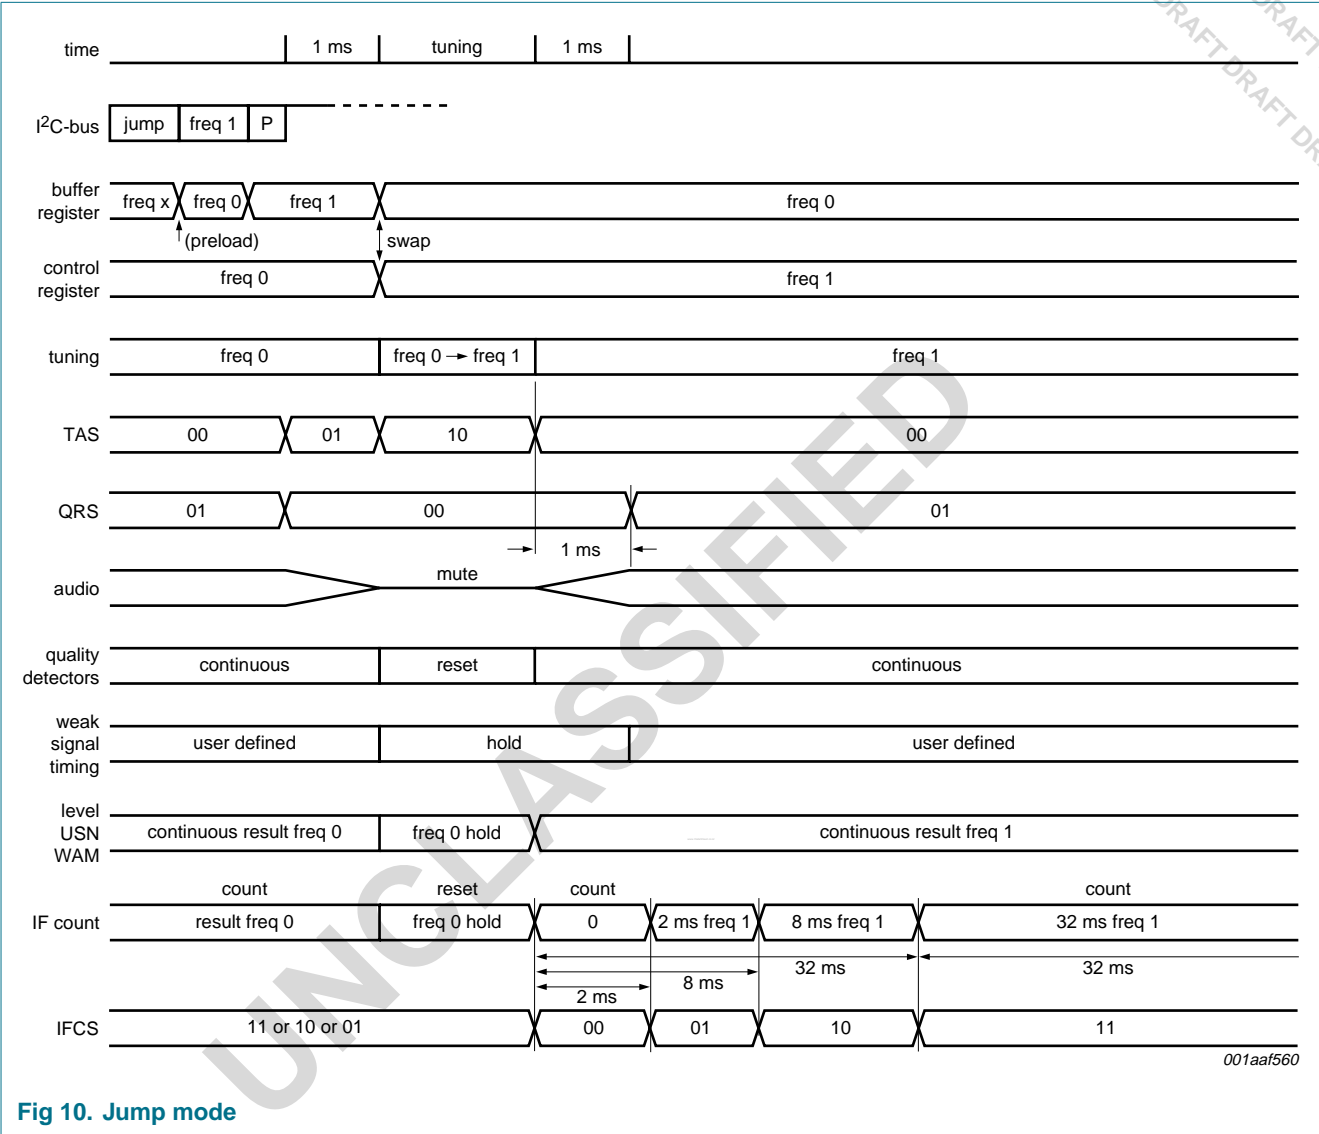 DRAFT DRAFT DR
DRAFT
time 1 ms tuning 1 ms
I²C-bus jump freq 1 P
buffer register freq x freq 0 freq 1 freq 0
(preload) swap
control register freq 0 freq 1
tuning freq 0 → freq 0 → freq 1 freq 1
TAS 00 01 10 00
QRS 01 00 01
1 ms
audio mute
quality detectors continuous reset continuous
weak signal timing user defined hold user defined
level USN WAM continuous result freq 0 freq 0 hold continuous result freq 1
count reset count count
IF count result freq 0 freq 0 hold 0 2 ms freq 1 8 ms freq 1 32 ms freq 1
32 ms 32 ms
8 ms
2 ms
IFCS 11 or 10 or 01 00 01 10 11
001aaf560
UNCLASSIFIED
Fig 10. Jump mode